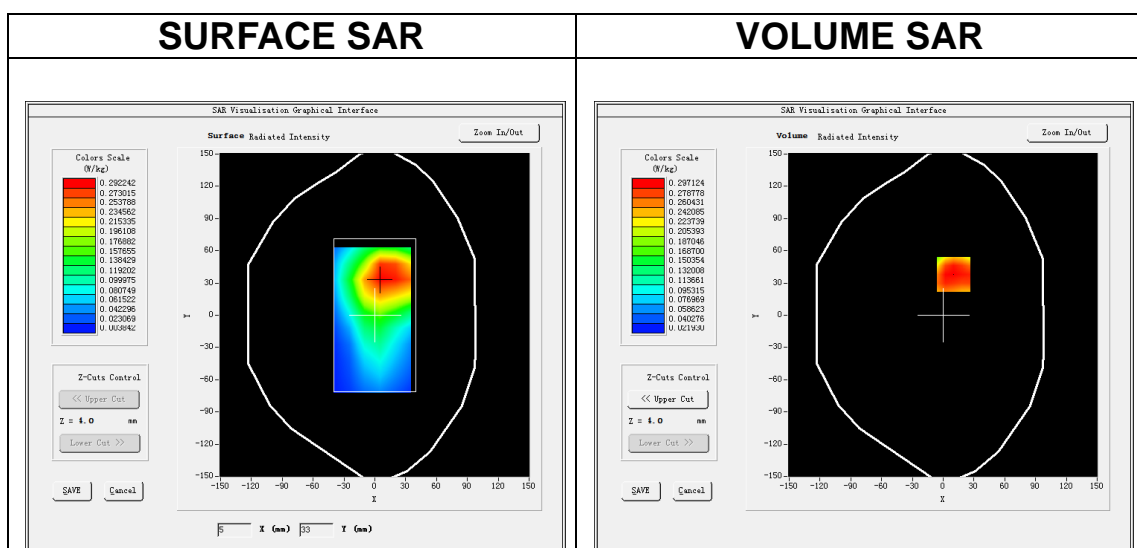 SURFACE SAR
VOLUME SAR
SAR Visualisation Graphical Interface
Surface Radiated Intensity
Zoom In/Out
Colors Scale
(W/kg)
0.292242
0.273015
0.253788
0.234562
0.215335
0.196108
0.176882
0.157655
0.138429
0.119202
0.099975
0.080749
0.061522
0.042296
0.023069
0.003842
150
120
90
60
30
0
-30
-60
-90
-120
-150
Y
-150 -120 -90 -60 -30 0 30 60 90 120 150
X
Z-Cuts Control
<< Upper Cut
Z = 4.0 mm
Lower Cut >>
SAVE Cancel
5 X (mm) 33 Y (mm)
SAR Visualisation Graphical Interface
Volume Radiated Intensity
Zoom In/Out
Colors Scale
(W/kg)
0.297124
0.278778
0.260431
0.242085
0.223739
0.205393
0.187046
0.168700
0.150354
0.132008
0.113661
0.095315
0.076969
0.058623
0.040276
0.021930
150
120
90
60
30
0
-30
-60
-90
-120
-150
Y
-150 -120 -90 -60 -30 0 30 60 90 120 150
X
Z-Cuts Control
<< Upper Cut
Z = 4.0 mm
Lower Cut >>
SAVE Cancel